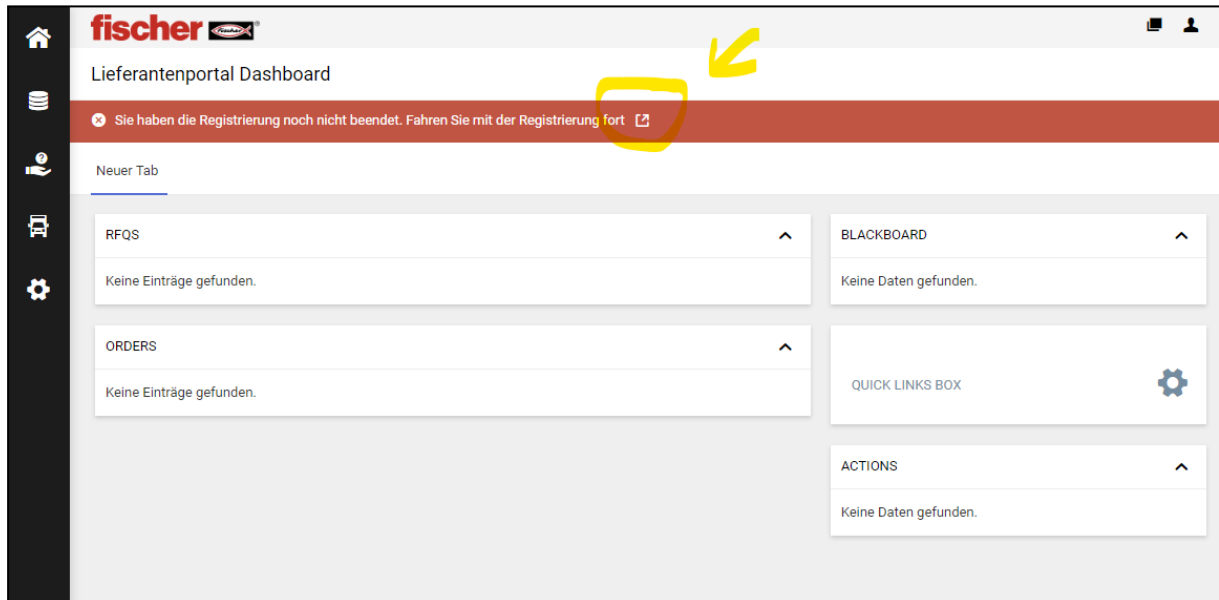 fischer fischer
Lieferantenportal Dashboard
Sie haben die Registrierung noch nicht beendet. Fahren Sie mit der Registrierung fort
Neuer Tab
RFQS
Keine Einträge gefunden.
ORDERS
Keine Einträge gefunden.
BLACKBOARD
Keine Daten gefunden.
QUICK LINKS BOX
ACTIONS
Keine Daten gefunden.